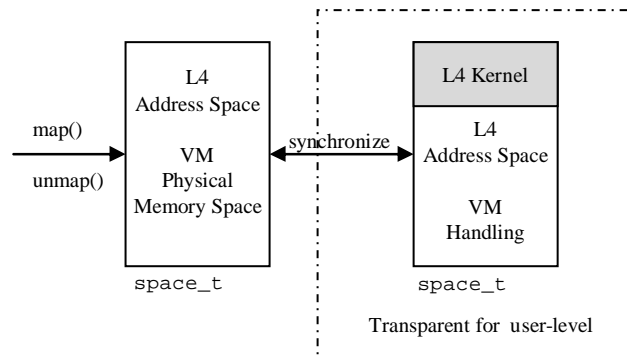 map()
unmap()
L4
Address Space
VM
Physical
Memory Space
space_t
synchronize
L4 Kernel
L4
Address Space
VM
Handling
space_t
Transparent for user-level